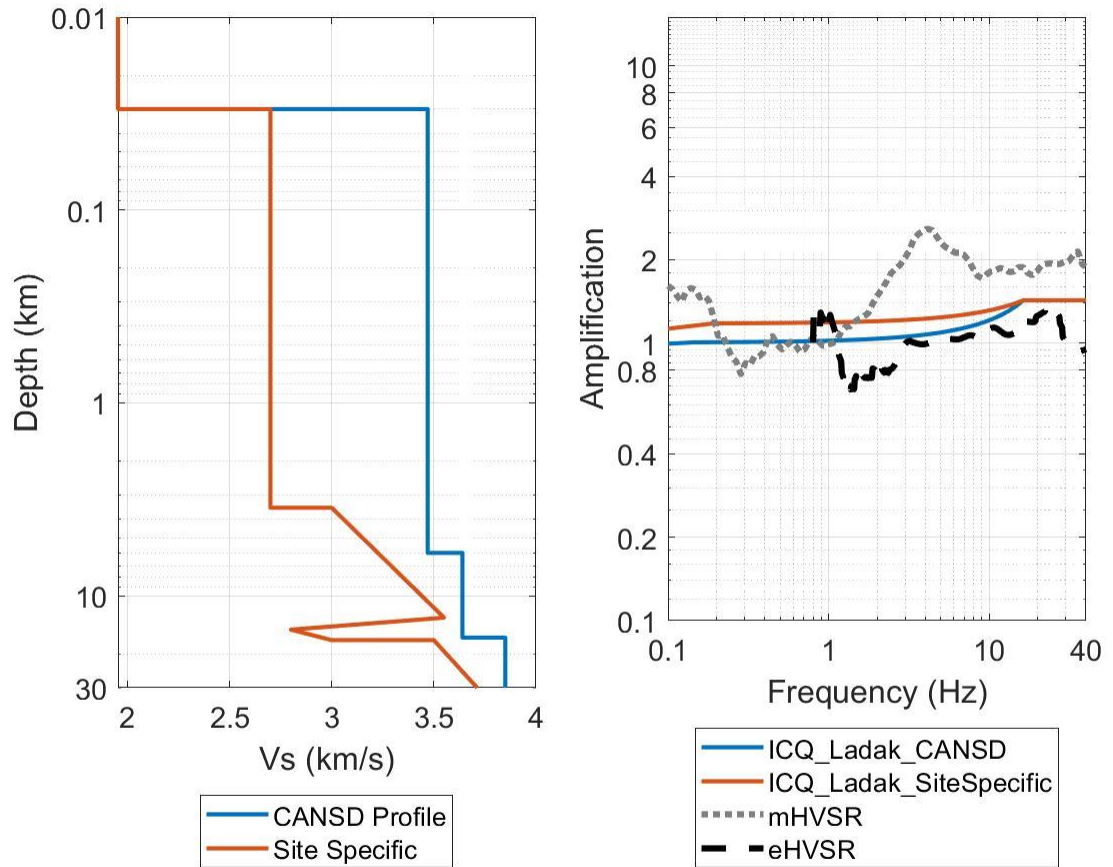 0.01
0.1
1
10
30
Depth (km)
2
2.5
3
3.5
4
Vs (km/s)
CANSD Profile
Site Specific
10
8
6
4
2
1
0.8
0.4
0.2
0.1
Amplification
0.1
1
10
40
Frequency (Hz)
ICQ_Ladak_CANSD
ICQ_Ladak_SiteSpecific
mHVSR
eHVSR